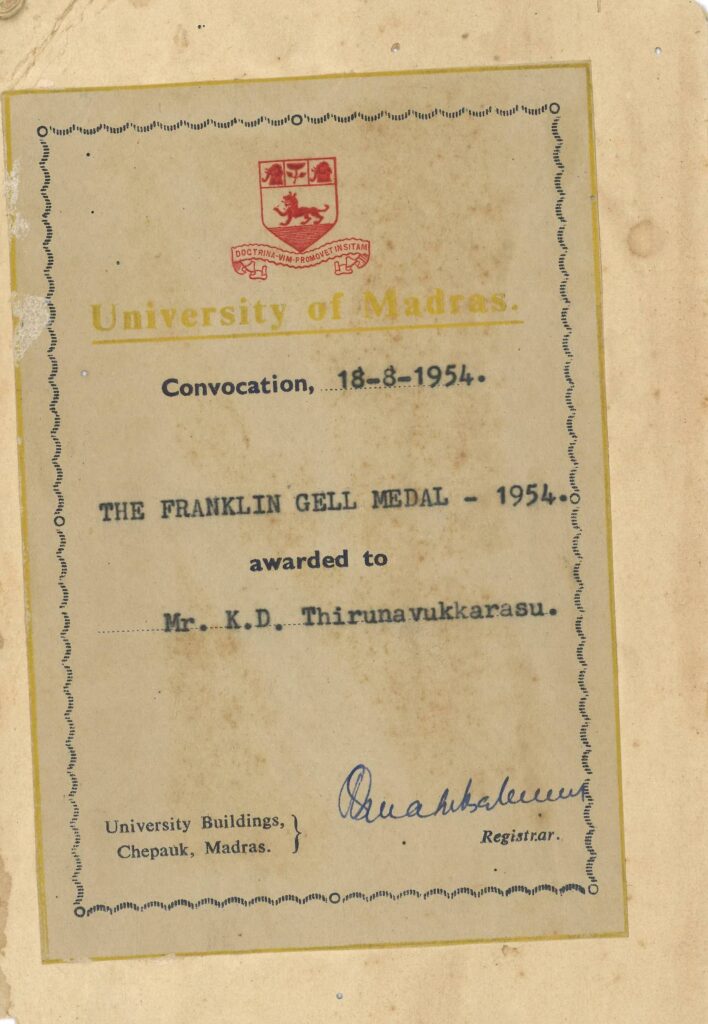 DOCTRINA-VIM-PROMOVET INSITAM
University of Madras.
Convocation, 18-8-1954.
THE FRANKLIN GELL MEDAL - 1954.
awarded to
Mr. K.D. Thirunavukkarasu.
University Buildings,
Chepauk, Madras.
Registrar.